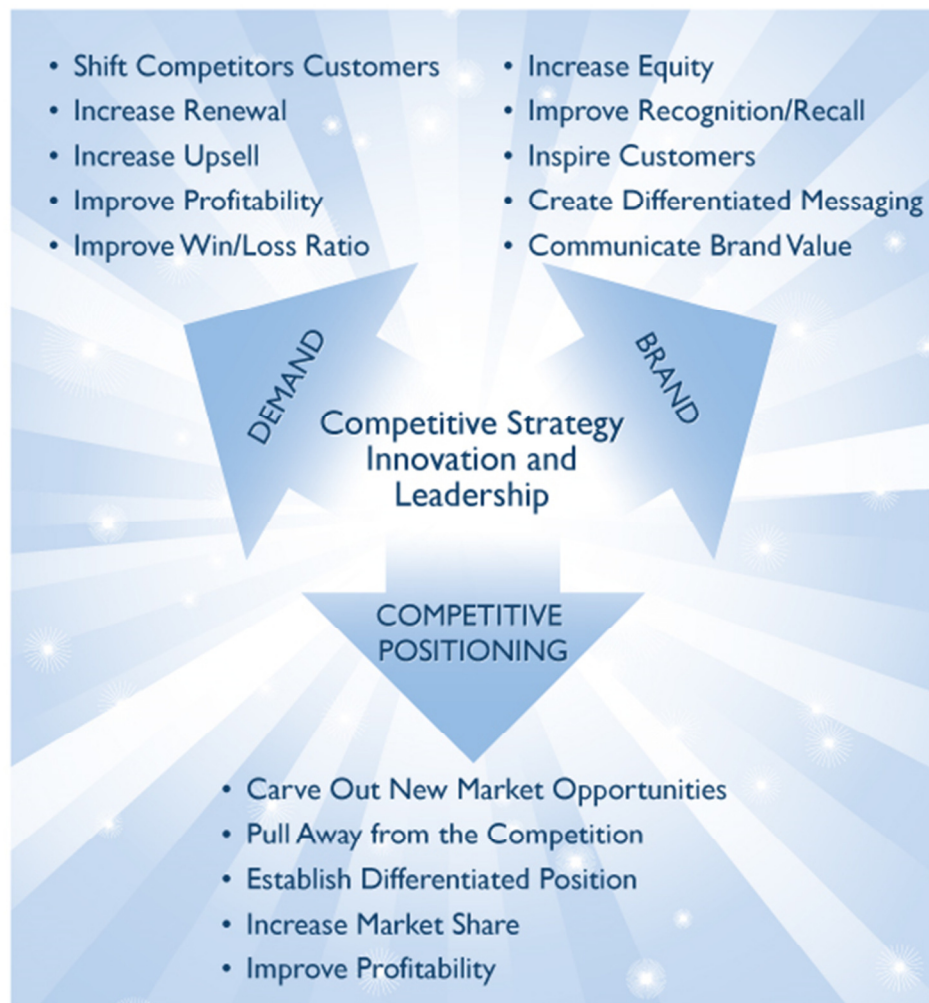 • Shift Competitors Customers
• Increase Renewal
• Increase Upsell
• Improve Profitability
• Improve Win/Loss Ratio
• Increase Equity
• Improve Recognition/Recall
• Inspire Customers
• Create Differentiated Messaging
• Communicate Brand Value
DEMAND
BRAND
Competitive Strategy
Innovation and
Leadership
COMPETITIVE
POSITIONING
• Carve Out New Market Opportunities
• Pull Away from the Competition
• Establish Differentiated Position
• Increase Market Share
• Improve Profitability